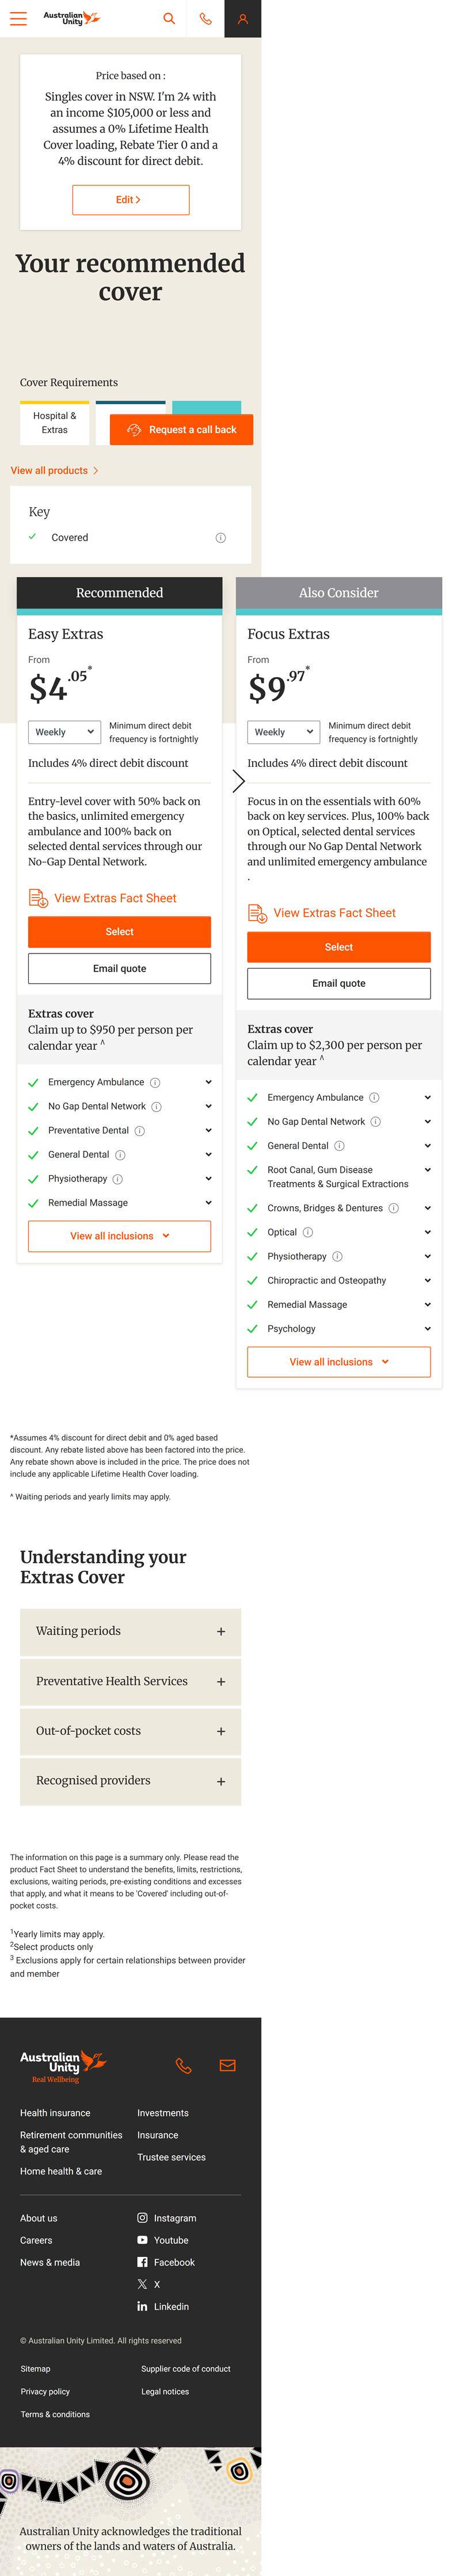 Australian
Unity
Price based on :
Singles cover in NSW. I'm 24 with
an income $105,000 or less and
assumes a 0% Lifetime Health
Cover loading, Rebate Tier 0 and a
4% discount for direct debit.
Edit
Your recommended
cover
Cover Requirements
Hospital &
Extras
Request a call back
View all products
Key
Covered
Recommended
Easy Extras
From
$4.05*
Weekly
Minimum direct debit
frequency is fortnightly
Includes 4% direct debit discount
Entry-level cover with 50% back on
the basics, unlimited emergency
ambulance and 100% back on
selected dental services through our
No-Gap Dental Network.
View Extras Fact Sheet
Select
Email quote
Extras cover
Claim up to $950 per person per
calendar year ^
Emergency Ambulance
No Gap Dental Network
Preventative Dental
General Dental
Physiotherapy
Remedial Massage
View all inclusions
Also Consider
Focus Extras
From
$9.97*
Weekly
Minimum direct debit
frequency is fortnightly
Includes 4% direct debit discount
Focus in on the essentials with 60%
back on key services. Plus, 100% back
on Optical, selected dental services
through our No Gap Dental Network
and unlimited emergency ambulance
.
View Extras Fact Sheet
Select
Email quote
Extras cover
Claim up to $2,300 per person per
calendar year ^
Emergency Ambulance
No Gap Dental Network
General Dental
Root Canal, Gum Disease
Treatments & Surgical Extractions
Crowns, Bridges & Dentures
Optical
Physiotherapy
Chiropractic and Osteopathy
Remedial Massage
Psychology
View all inclusions
*Assumes 4% discount for direct debit and 0% aged based
discount. Any rebate listed above has been factored into the price.
Any rebate shown above is included in the price. The price does not
include any applicable Lifetime Health Cover loading.
^ Waiting periods and yearly limits may apply.
Understanding your
Extras Cover
Waiting periods
Preventative Health Services
Out-of-pocket costs
Recognised providers
The information on this page is a summary only. Please read the
product Fact Sheet to understand the benefits, limits, restrictions,
exclusions, waiting periods, pre-existing conditions and excesses
that apply, and what it means to be 'Covered' including out-of-
pocket costs.
1Yearly limits may apply.
2Select products only
3 Exclusions apply for certain relationships between provider
and member
Australian
Unity
Real Wellbeing
Health insurance
Retirement communities
& aged care
Home health & care
Investments
Insurance
Trustee services
About us
Careers
News & media
Instagram
Youtube
Facebook
X
Linkedin
© Australian Unity Limited. All rights reserved
Sitemap
Supplier code of conduct
Privacy policy
Legal notices
Terms & conditions
Australian Unity acknowledges the traditional
owners of the lands and waters of Australia.